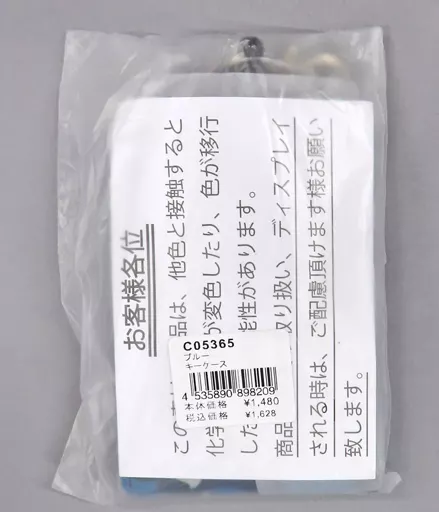 お客様各位
この
品は、他色と接触すると
化学
が変色したり、色が移行
した
能性があります。
商品
取り扱い、ディスプレイ
される時は、ご配慮頂けます様お願い
致します。
C05365
ブルー
キーケース
4 535890 898209
本体価格 ¥1,480
税込価格 ¥1,628